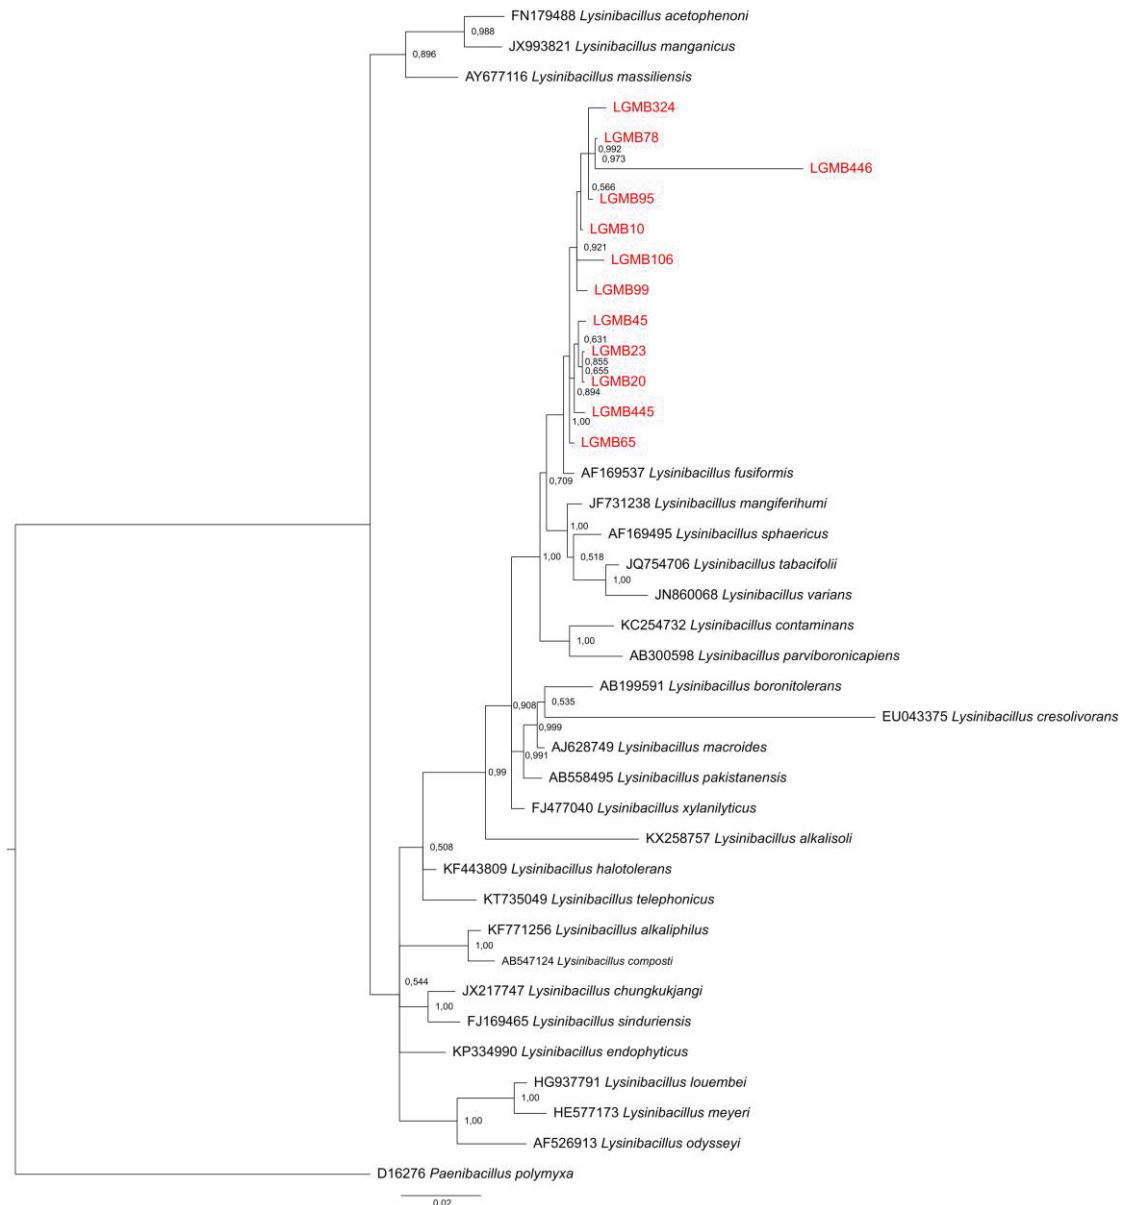 FN179488 Lysinibacillus acetophenoni
0,988
JX993821 Lysinibacillus manganicus
0,896
AY677116 Lysinibacillus massiliensis
LGMB324
LGMB78
0,992
0,973
LGMB446
0,566
LGMB95
LGMB10
0,921
LGMB106
LGMB99
LGMB45
0,631
LGMB23
0,855
0,655
LGMB20
0,894
LGMB445
1,00
LGMB65
AF169537 Lysinibacillus fusiformis
0,709
JF731238 Lysinibacillus mangiferihumi
1,00
AF169495 Lysinibacillus sphaericus
1,00
0,518
JQ754706 Lysinibacillus tabacifolii
1,00
JN860068 Lysinibacillus varians
KC254732 Lysinibacillus contaminans
1,00
AB300598 Lysinibacillus parviboronicapiens
AB199591 Lysinibacillus boronitolerans
0,535
0,908
EU043375 Lysinibacillus cresolivorans
0,999
AJ628749 Lysinibacillus macroides
0,991
0,99
AB558495 Lysinibacillus pakistanensis
FJ477040 Lysinibacillus xylanilyticus
KX258757 Lysinibacillus alkalisoli
0,508
KF443809 Lysinibacillus halotolerans
KT735049 Lysinibacillus telephonicus
KF771256 Lysinibacillus alkaliphilus
1,00
AB547124 Lysinibacillus composti
0,544
JX217747 Lysinibacillus chungkukjangi
1,00
FJ169465 Lysinibacillus sinduriensis
KP334990 Lysinibacillus endophyticus
HG937791 Lysinibacillus louembei
1,00
HE577173 Lysinibacillus meyeri
1,00
AF526913 Lysinibacillus odysseyi
D16276 Paenibacillus polymyxa
0.02